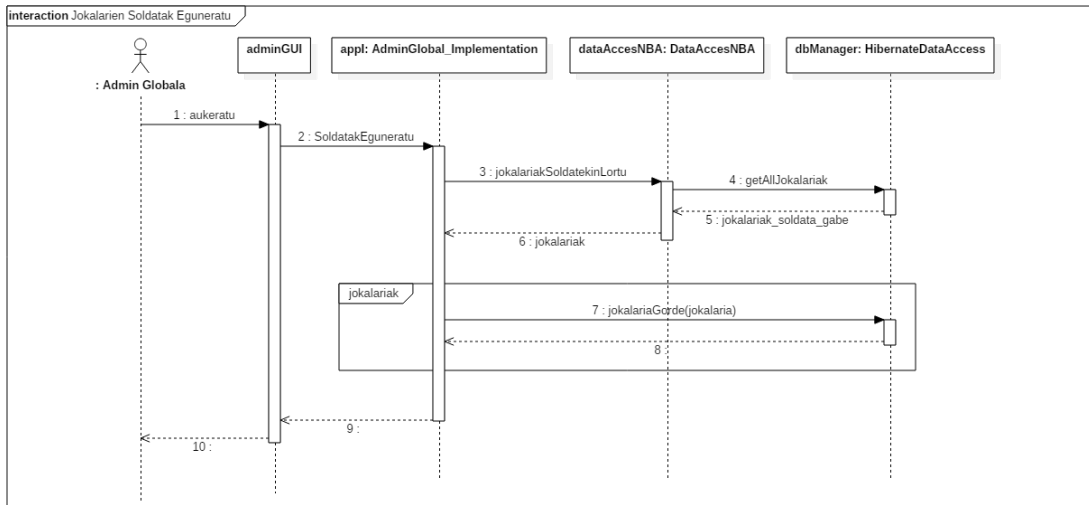 interaction Jokalarien Soldatak Eguneratu
adminGUI
appI: AdminGlobal_Implementation
dataAccesNBA: DataAccesNBA
dbManager: HibernateDataAccess
: Admin Globala
1 : aukeratu
2 : SoldatakEguneratu
3 : jokalariakSoldatekinLortu
4 : getAllJokalariak
5 : jokalariak_soldata_gabe
6 : jokalariak
jokalariak
7 : jokalariaGorde(jokalaria)
8 :
9 :
10 :